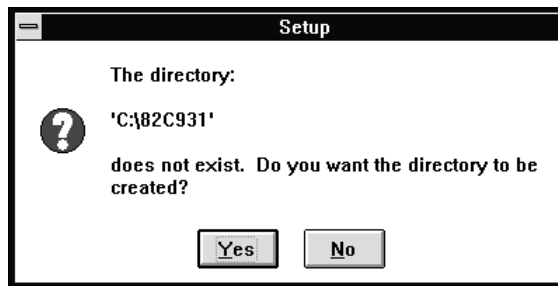 Setup
The directory:
'C:\82C931'
does not exist.  Do you want the directory to be
created?
Yes No